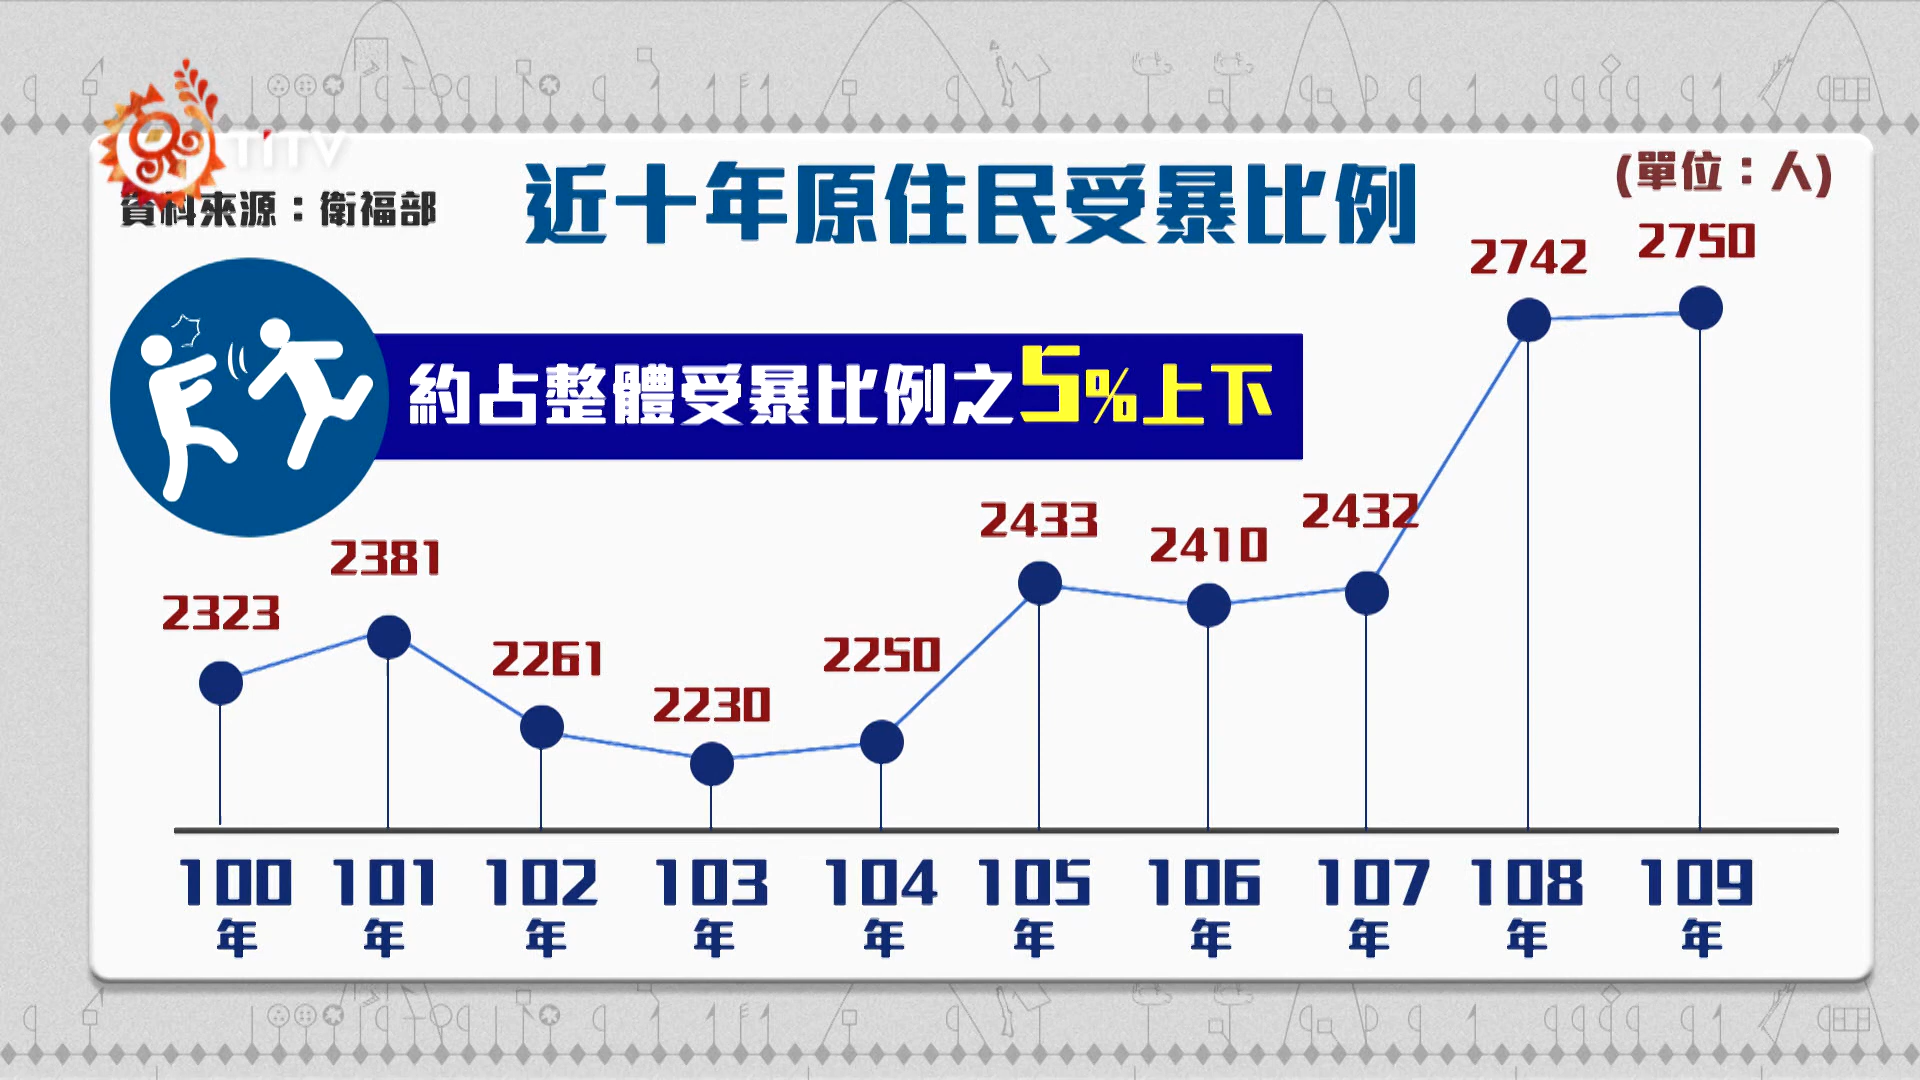 TiTV
資料來源：衛福部
近十年原住民受暴比例
(單位：人)
約占整體受暴比例之5%上下
2323
2381
2261
2230
2250
2433
2410
2432
2742
2750
100年
101年
102年
103年
104年
105年
106年
107年
108年
109年